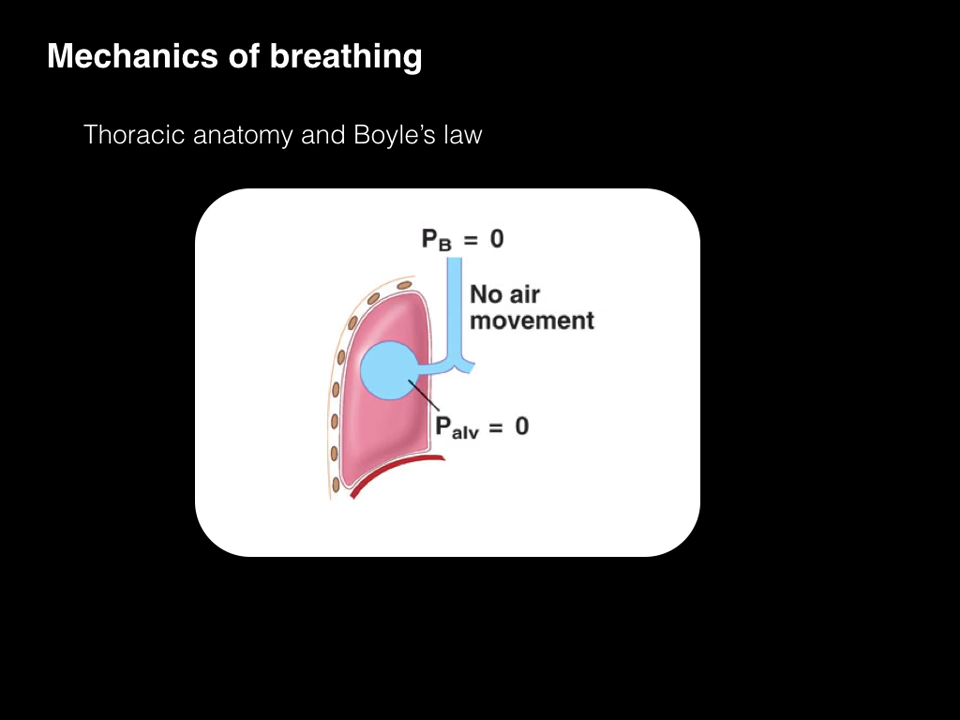 Mechanics of breathing
Thoracic anatomy and Boyle’s law
PB = 0
No air
movement
Palv = 0